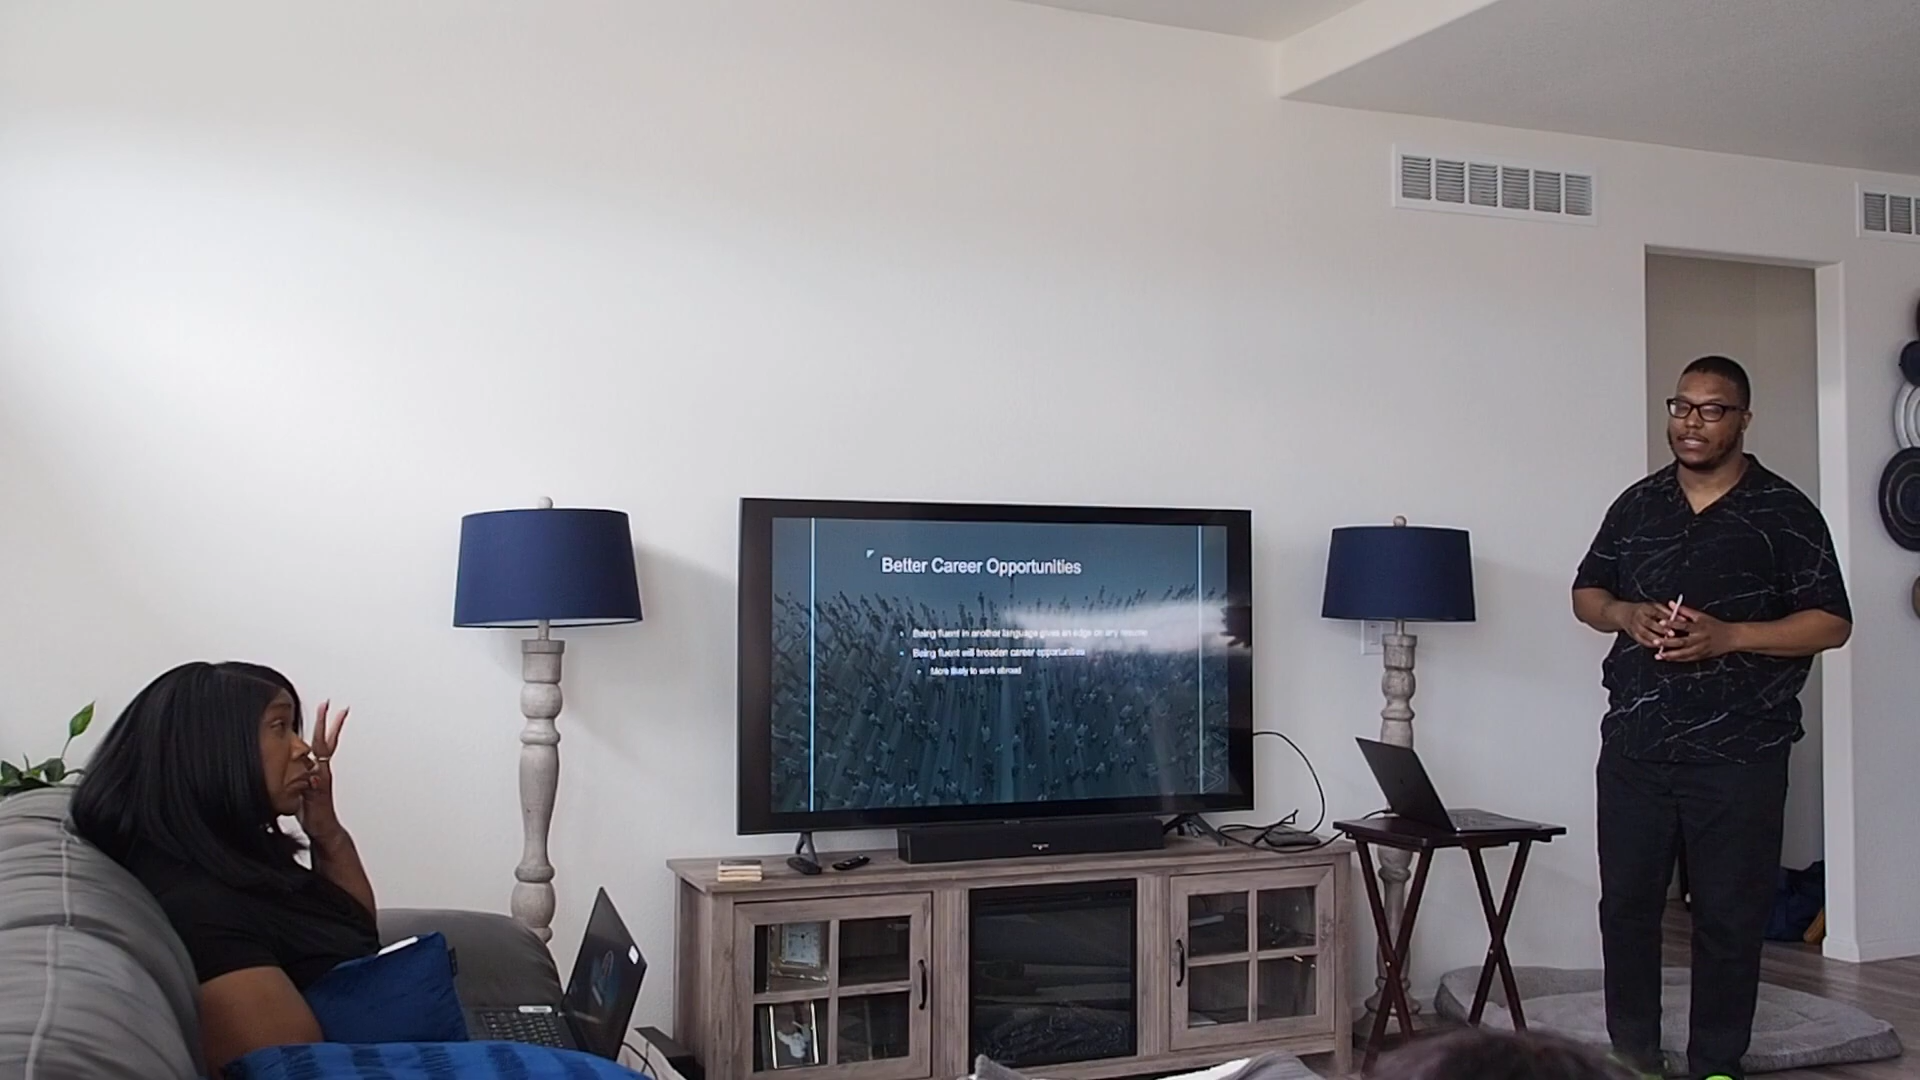 Better Career Opportunities
Being fluent in another language gives an edge on any resume
Being fluent will broaden career opportunities
More likely to work abroad